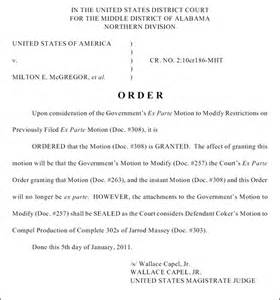 IN THE UNITED STATES DISTRICT COURT
FOR THE MIDDLE DISTRICT OF ALABAMA
NORTHERN DIVISION
UNITED STATES OF AMERICA )
)
v. ) CR. NO. 2:10cr186-MHT
)
MILTON E. McGREGOR, et al. )
ORDER
Upon consideration of the Government's Ex Parte Motion to Modify Restrictions on
Previously Filed Ex Parte Motion (Doc. #308), it is
ORDERED that the Motion (Doc. #308) is GRANTED. The effect of granting this
motion will be that the Government's Motion to Modify (Doc. #257) the Court's Ex Parte
Order granting that Motion (Doc. #263), and the instant Motion (Doc. #308) and this Order
will no longer be ex parte. HOWEVER, the attachments to the Government's Motion to
Modify (Doc. #257) shall be SEALED as the Court considers Defendant Coker's Motion to
Compel Production of Complete 302s of Jarrod Massey (Doc. #303).
Done this 5th day of January, 2011.
/s/ Wallace Capel, Jr.
WALLACE CAPEL, JR.
UNITED STATES MAGISTRATE JUDGE